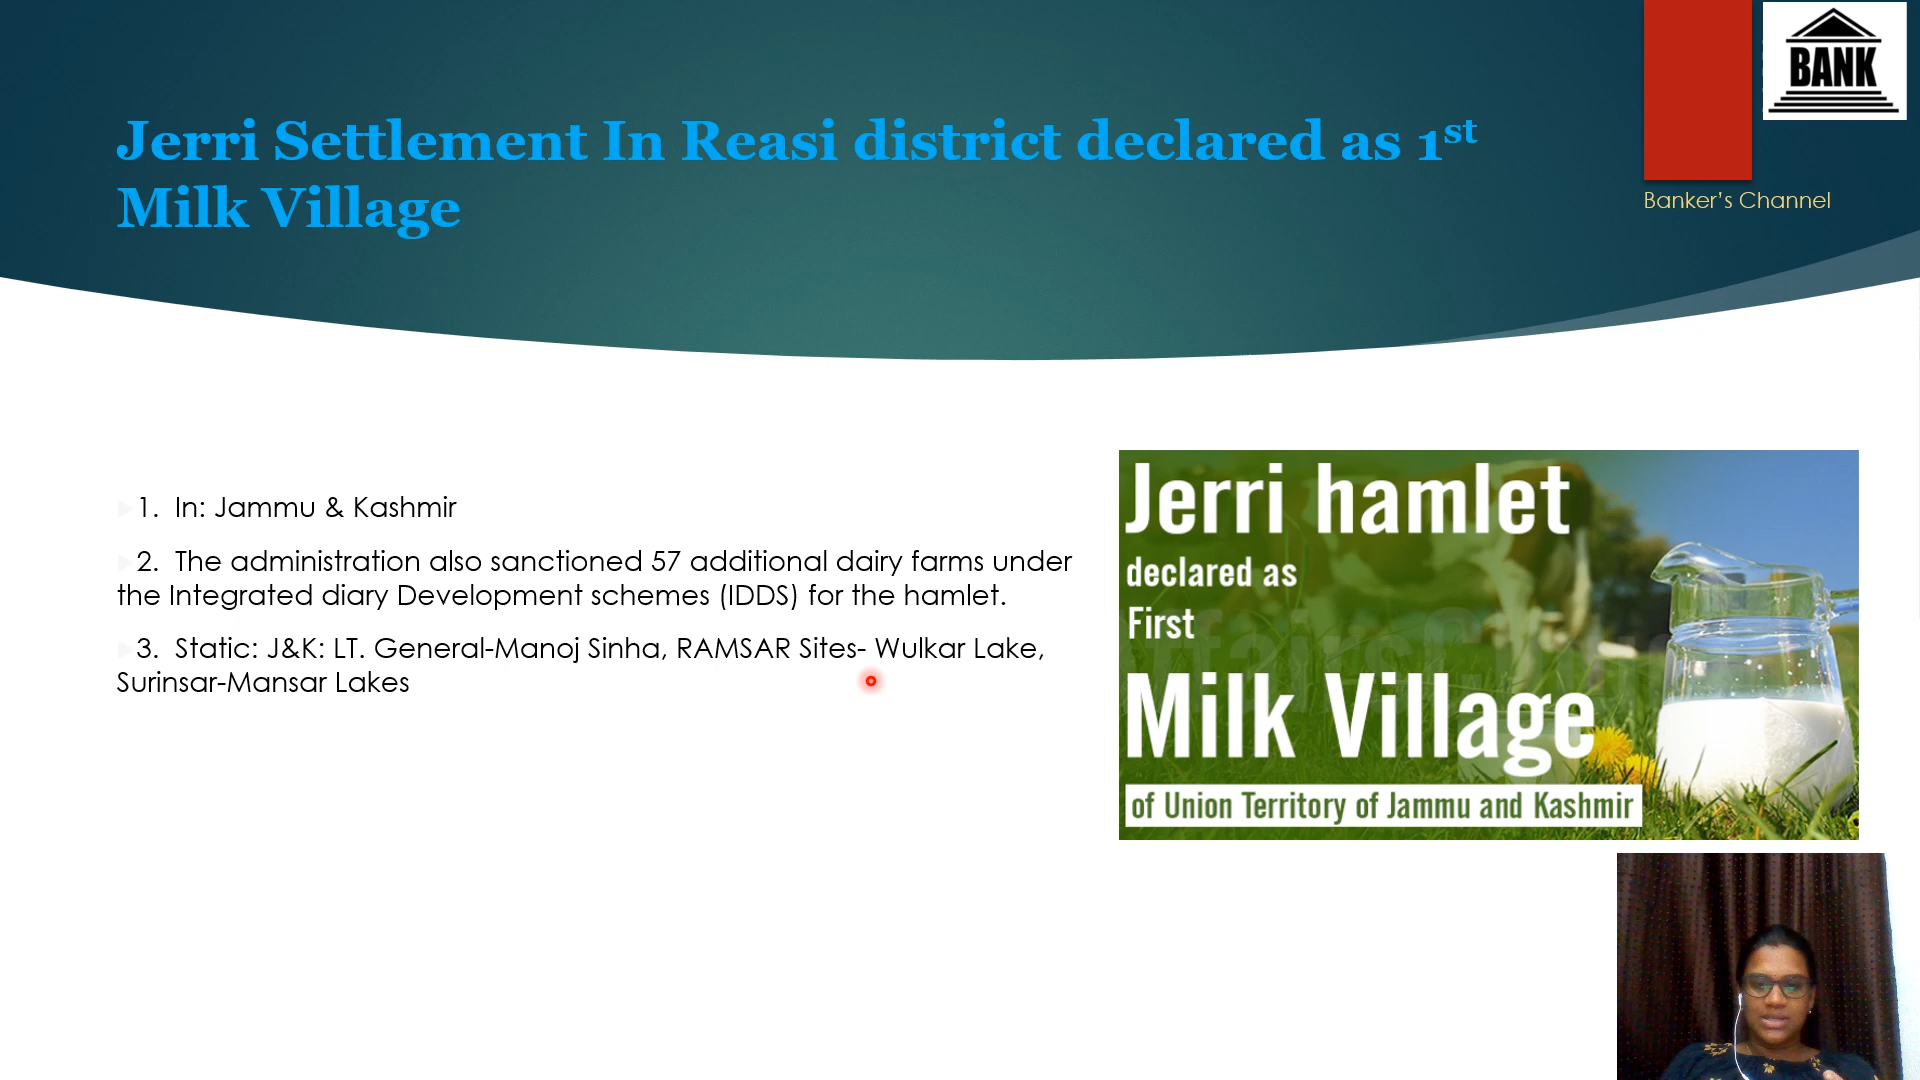 BANK
Jerri Settlement In Reasi district declared as 1st
Milk Village
Banker’s Channel
1. In: Jammu & Kashmir
2. The administration also sanctioned 57 additional dairy farms under
the Integrated diary Development schemes (IDDS) for the hamlet.
3. Static: J&K: LT. General-Manoj Sinha, RAMSAR Sites- Wulkar Lake,
Surinsar-Mansar Lakes
Jerri hamlet
declared as
First
Milk Village
of Union Territory of Jammu and Kashmir